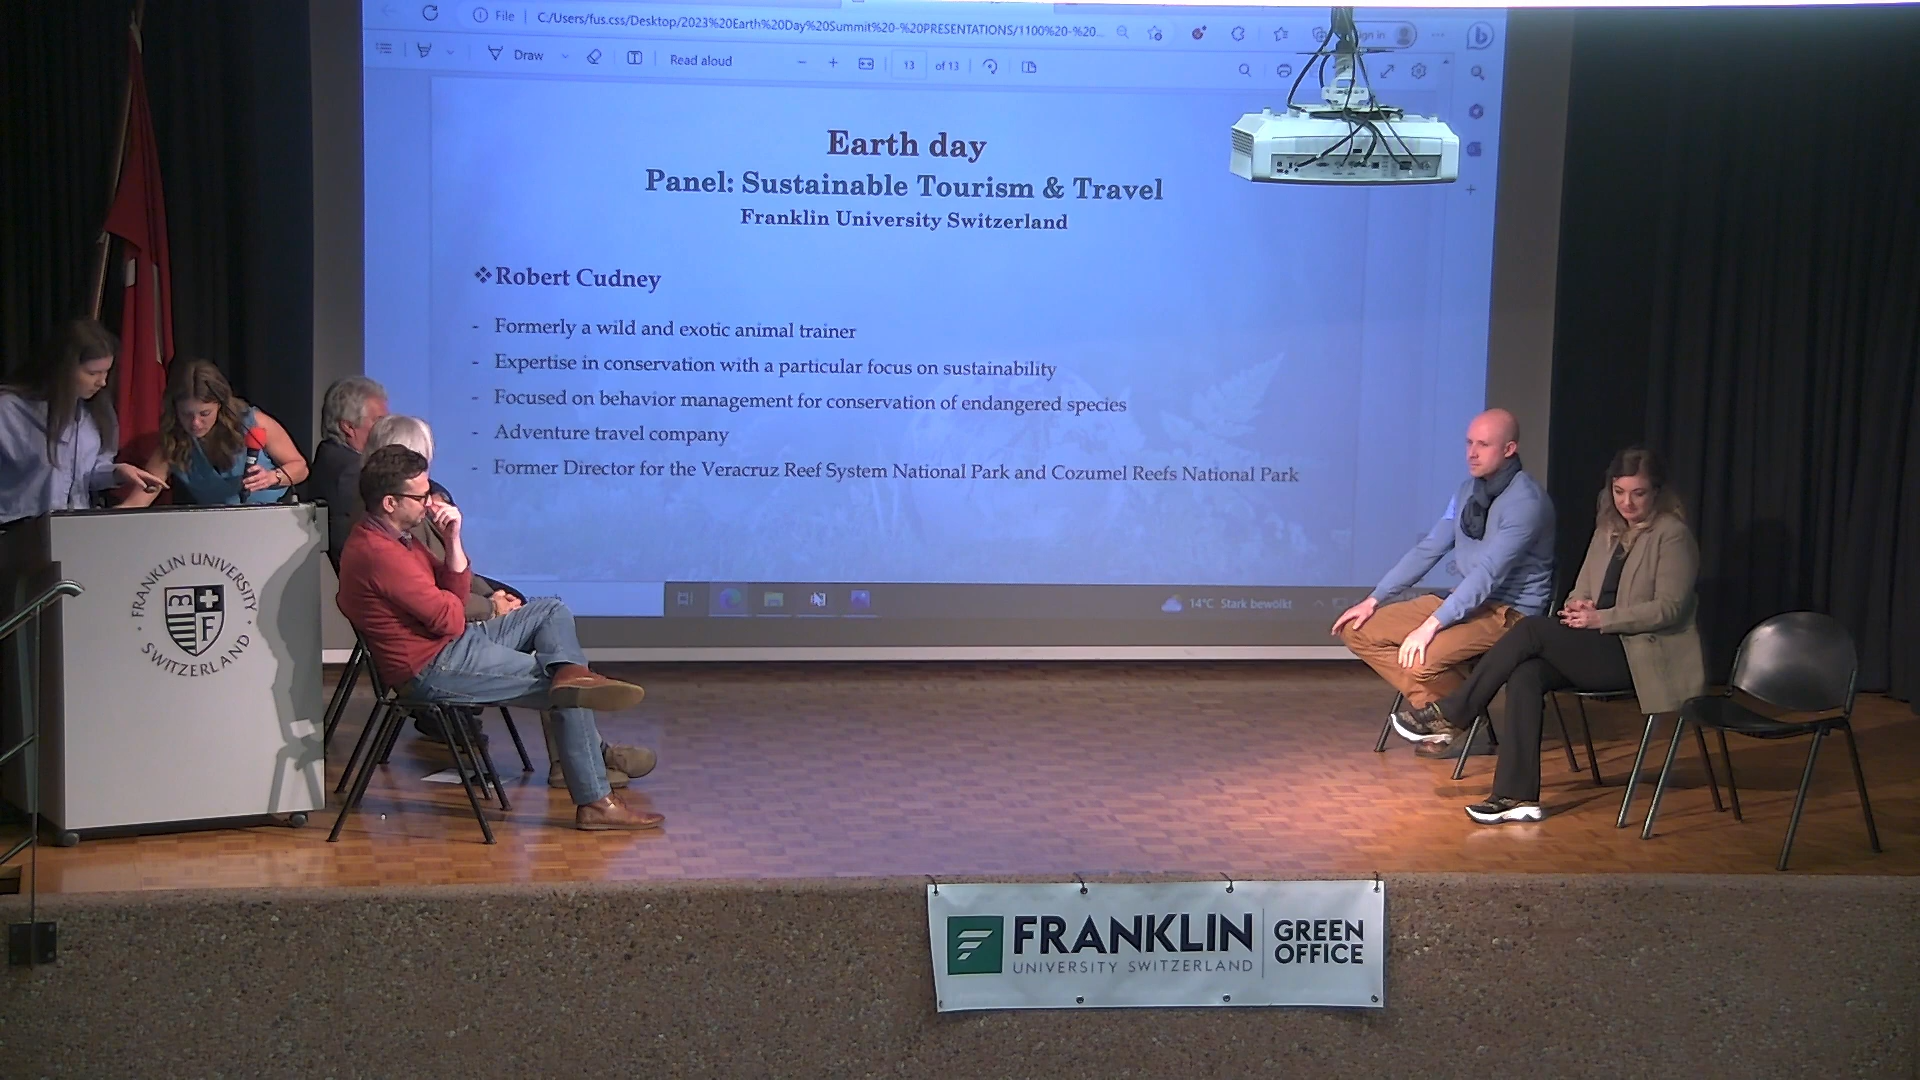 File | C:/Users/fus.css/Desktop/2023%20Earth%20Day%20Summit%20-%20PRESENTATIONS/1100%20-%20...
sign in
Draw
Read aloud
13 of 13
Earth day
Panel: Sustainable Tourism & Travel
Franklin University Switzerland
❖Robert Cudney
- Formerly a wild and exotic animal trainer
- Expertise in conservation with a particular focus on sustainability
- Focused on behavior management for conservation of endangered species
- Adventure travel company
- Former Director for the Veracruz Reef System National Park and Cozumel Reefs National Park
14°C Stark bewölkt
FRANKLIN UNIVERSITY
SWITZERLAND
F
FRANKLIN
UNIVERSITY SWITZERLAND
GREEN
OFFICE